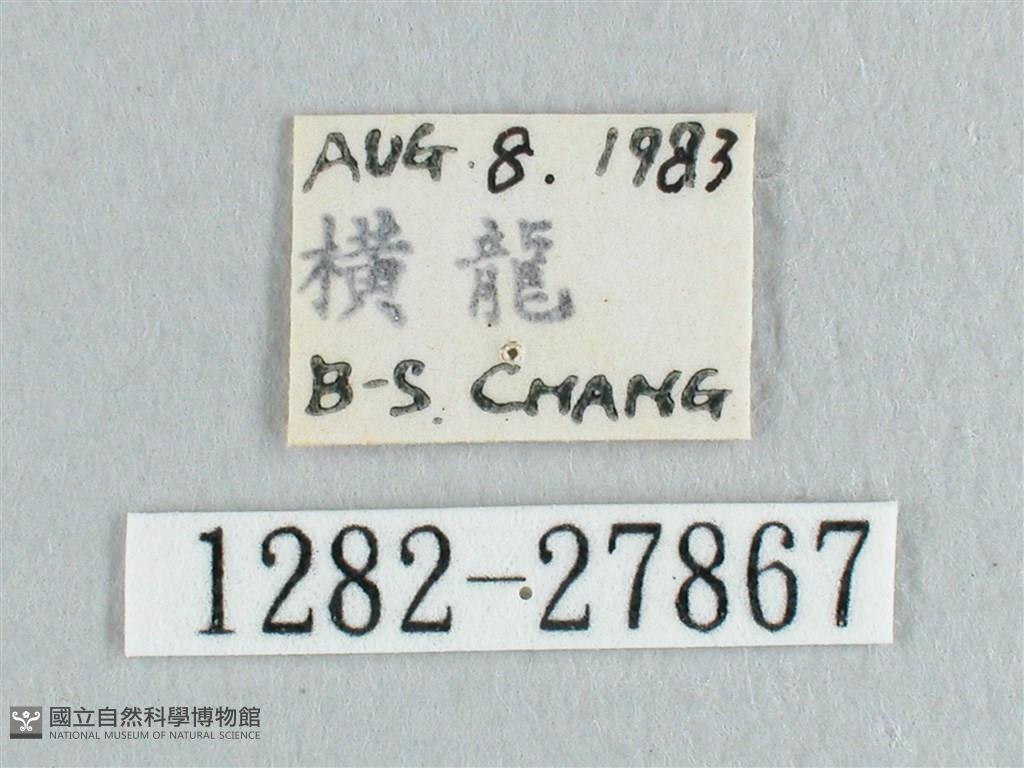 AUG. 8. 1983
橫龍
B-S. CHANG
1282-27867
國立自然科學博物館
NATIONAL MUSEUM OF NATURAL SCIENCE